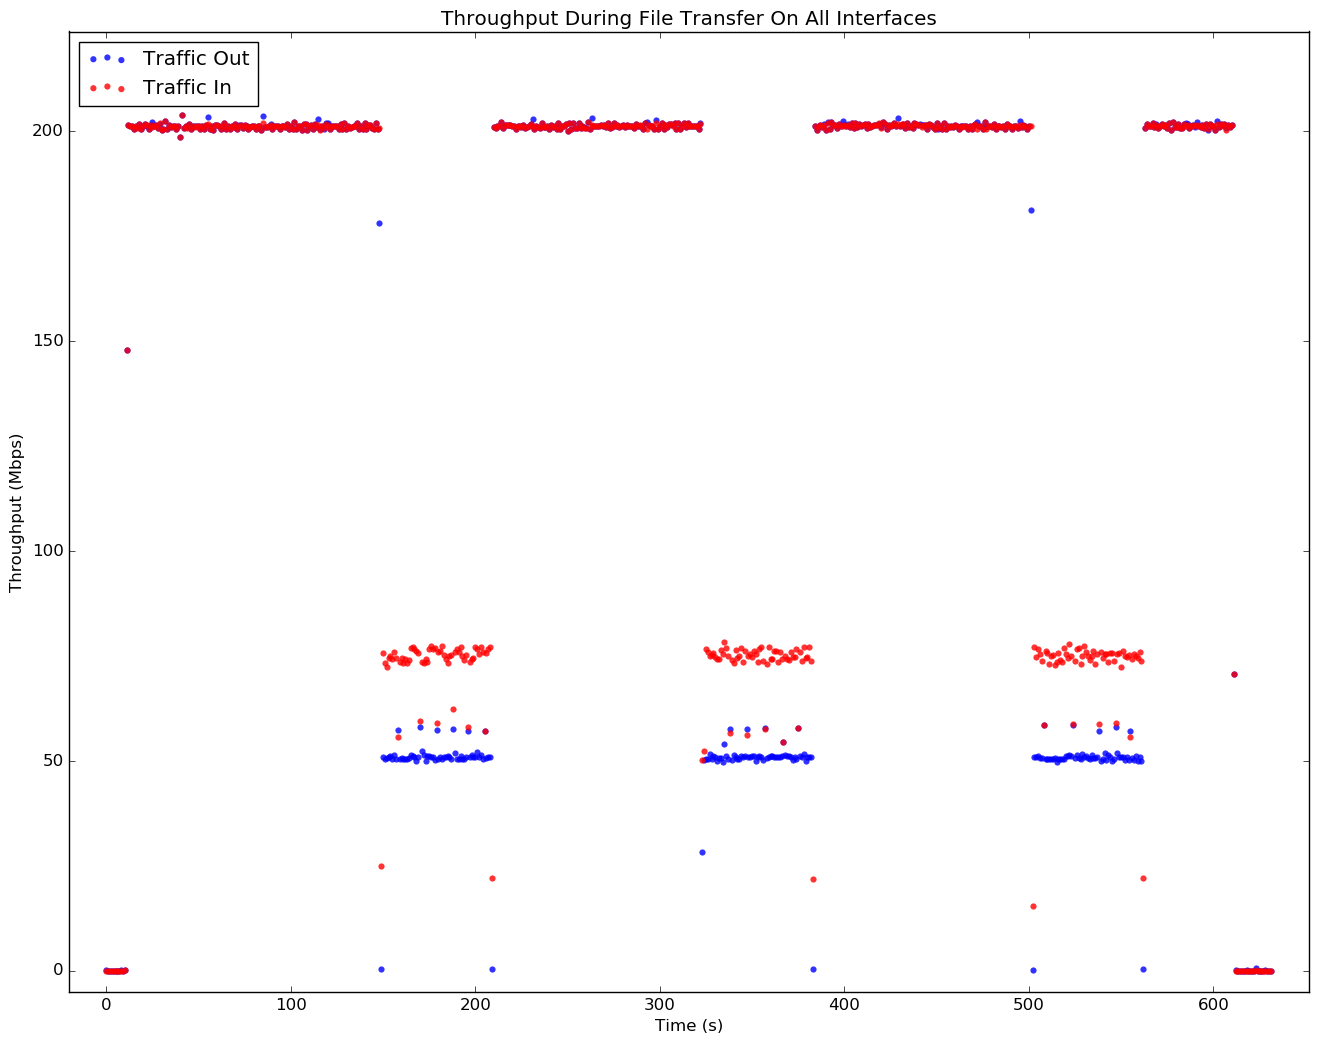 Throughput During File Transfer On All Interfaces
Traffic Out
Traffic In
200
150
100
50
0
Throughput (Mbps)
0 100 200 300 400 500 600
Time (s)